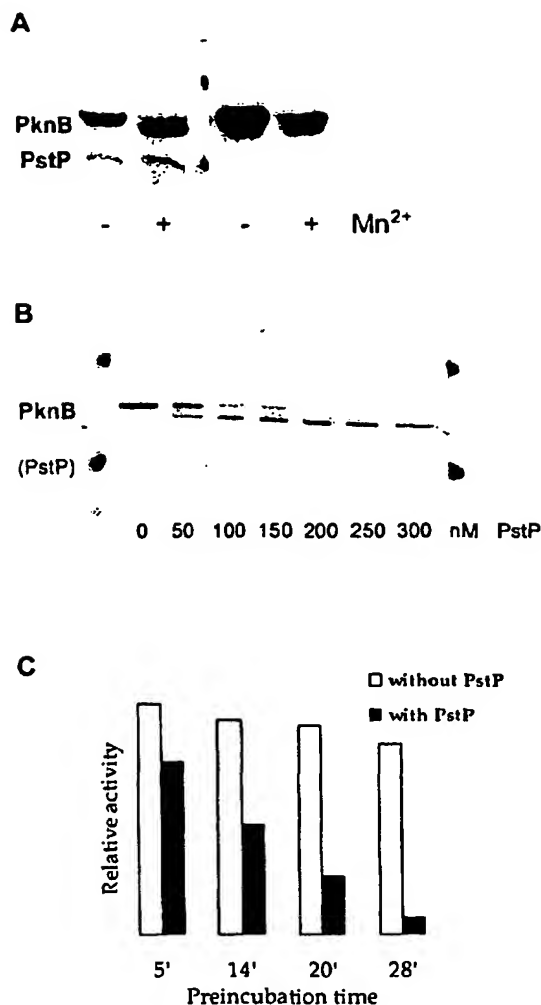 A
PknB
PstP
- + - + Mn2+
B
PknB
(PstP)
0 50 100 150 200 250 300 nM PstP
C
without PstP
with PstP
Relative activity
5' 14' 20' 28'
Preincubation time